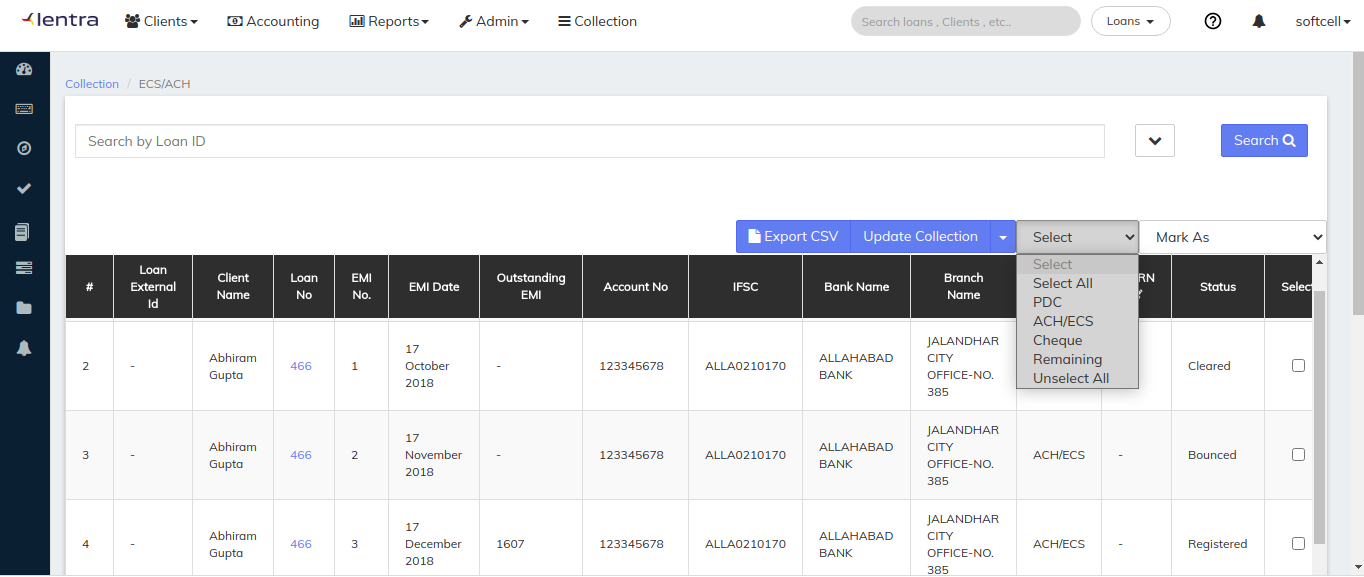 lentra
Clients
Accounting
Reports
Admin
Collection
Search loans , Clients , etc..
Loans
softcell
Collection / ECS/ACH
Search by Loan ID
Search
Export CSV
Update Collection
Select
Mark As
Select
Select All
PDC
ACH/ECS
Cheque
Remaining
Unselect All
#
Loan
External
Id
Client
Name
Loan
No
EMI
No.
EMI Date
Outstanding
EMI
Account No
IFSC
Bank Name
Branch
Name
RN
Status
Select
2
-
Abhiram
Gupta
466
1
17
October
2018
-
123345678
ALLA0210170
ALLAHABAD
BANK
JALANDHAR
CITY
OFFICE-NO.
385
Cleared
3
-
Abhiram
Gupta
466
2
17
November
2018
-
123345678
ALLA0210170
ALLAHABAD
BANK
JALANDHAR
CITY
OFFICE-NO.
385
ACH/ECS
-
Bounced
4
-
Abhiram
Gupta
466
3
17
December
2018
1607
123345678
ALLA0210170
ALLAHABAD
BANK
JALANDHAR
CITY
OFFICE-NO.
385
ACH/ECS
-
Registered